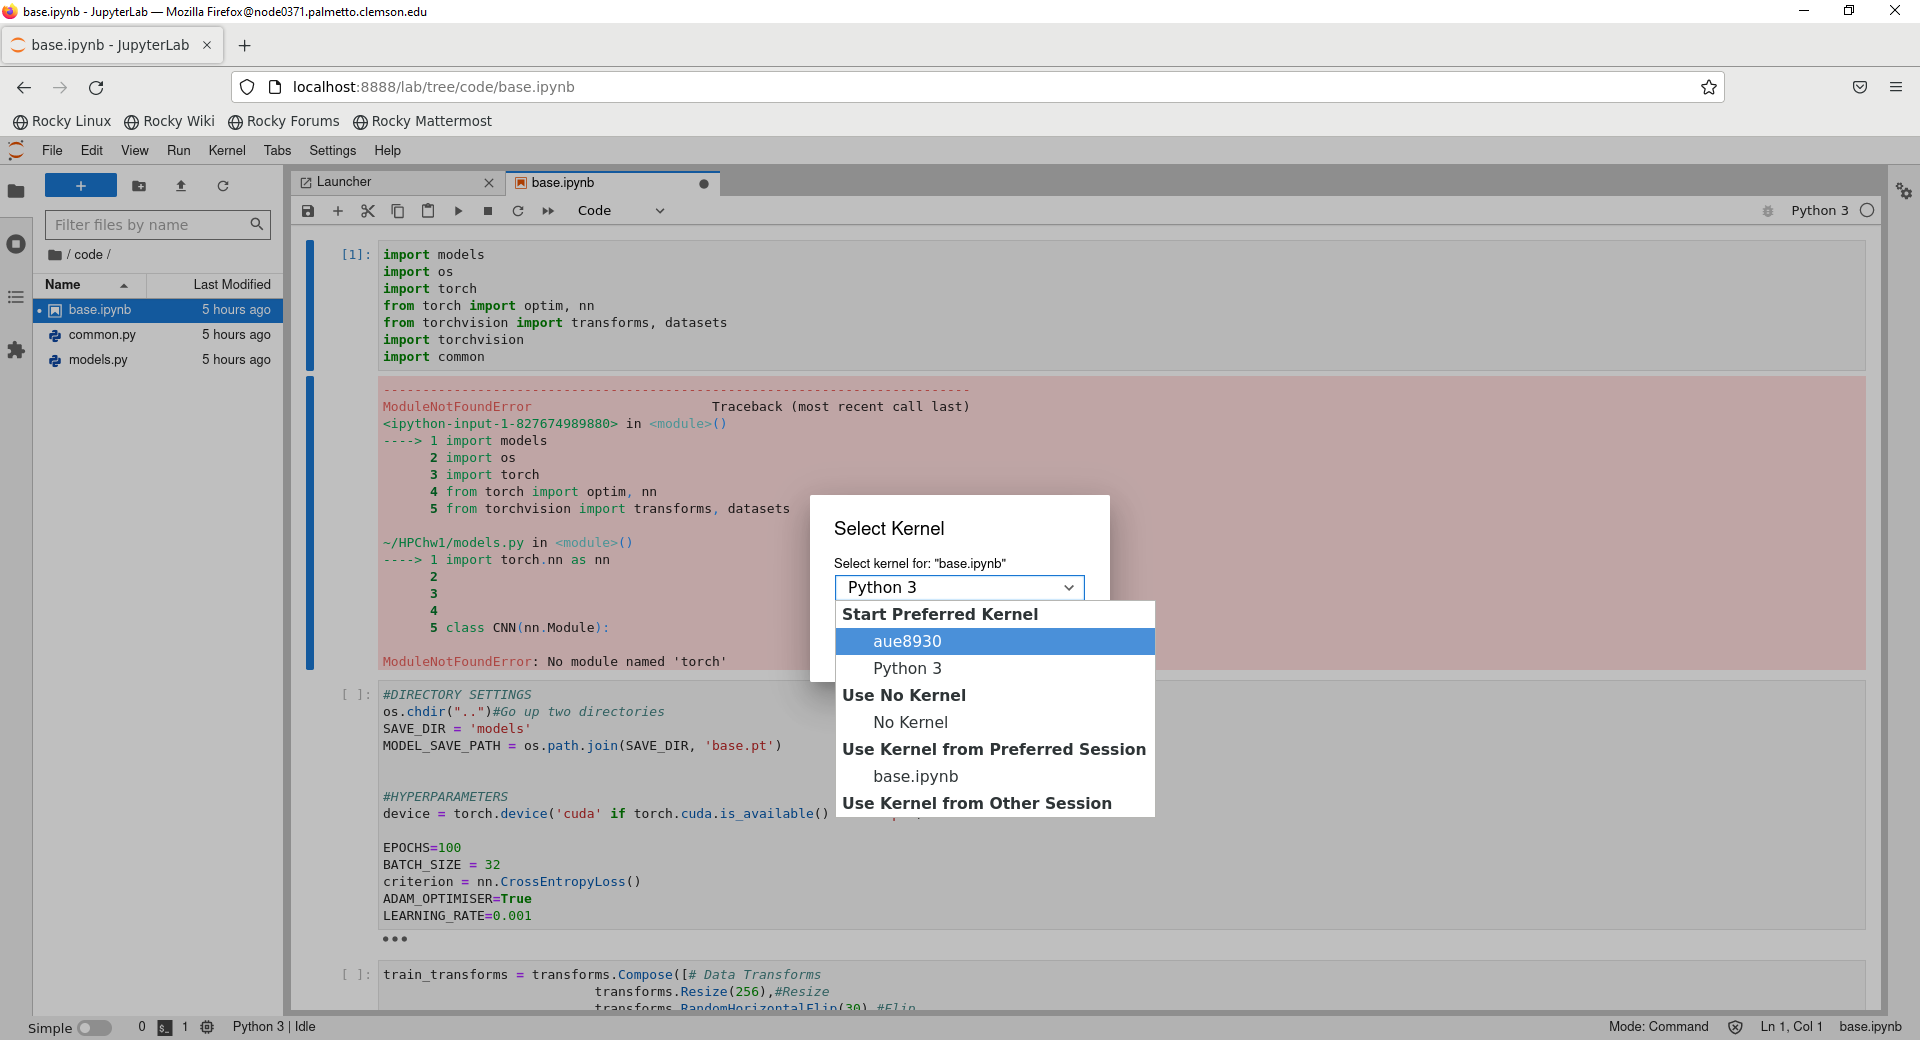 base.ipynb - JupyterLab — Mozilla Firefox@node0371.palmetto.clemson.edu
base.ipynb - JupyterLab
localhost:8888/lab/tree/code/base.ipynb
Rocky Linux Rocky Wiki Rocky Forums Rocky Mattermost
File Edit View Run Kernel Tabs Settings Help
Launcher base.ipynb
Code Python 3
Filter files by name
/ code /
Name Last Modified
base.ipynb 5 hours ago
common.py 5 hours ago
models.py 5 hours ago
[1]: import models
import os
import torch
from torch import optim, nn
from torchvision import transforms, datasets
import torchvision
import common
---------------------------------------------------------------------------
ModuleNotFoundError Traceback (most recent call last)
<ipython-input-1-827674989880> in <module>()
----> 1 import models
2 import os
3 import torch
4 from torch import optim, nn
5 from torchvision import transforms, datasets
~/HPChw1/models.py in <module>()
----> 1 import torch.nn as nn
2
3
4
5 class CNN(nn.Module):
ModuleNotFoundError: No module named 'torch'
Select Kernel
Select kernel for: "base.ipynb"
Python 3
Start Preferred Kernel
aue8930
Python 3
Use No Kernel
No Kernel
Use Kernel from Preferred Session
base.ipynb
Use Kernel from Other Session
[ ]: #DIRECTORY SETTINGS
os.chdir("..")#Go up two directories
SAVE_DIR = 'models'
MODEL_SAVE_PATH = os.path.join(SAVE_DIR, 'base.pt')
#HYPERPARAMETERS
device = torch.device('cuda' if torch.cuda.is_available()
EPOCHS=100
BATCH_SIZE = 32
criterion = nn.CrossEntropyLoss()
ADAM_OPTIMISER=True
LEARNING_RATE=0.001
[ ]: train_transforms = transforms.Compose([# Data Transforms
transforms.Resize(256),#Resize
transforms.RandomHorizontalFlip(30),#Flip
Simple 0 $_ 1 Python 3 | Idle Mode: Command Ln 1, Col 1 base.ipynb